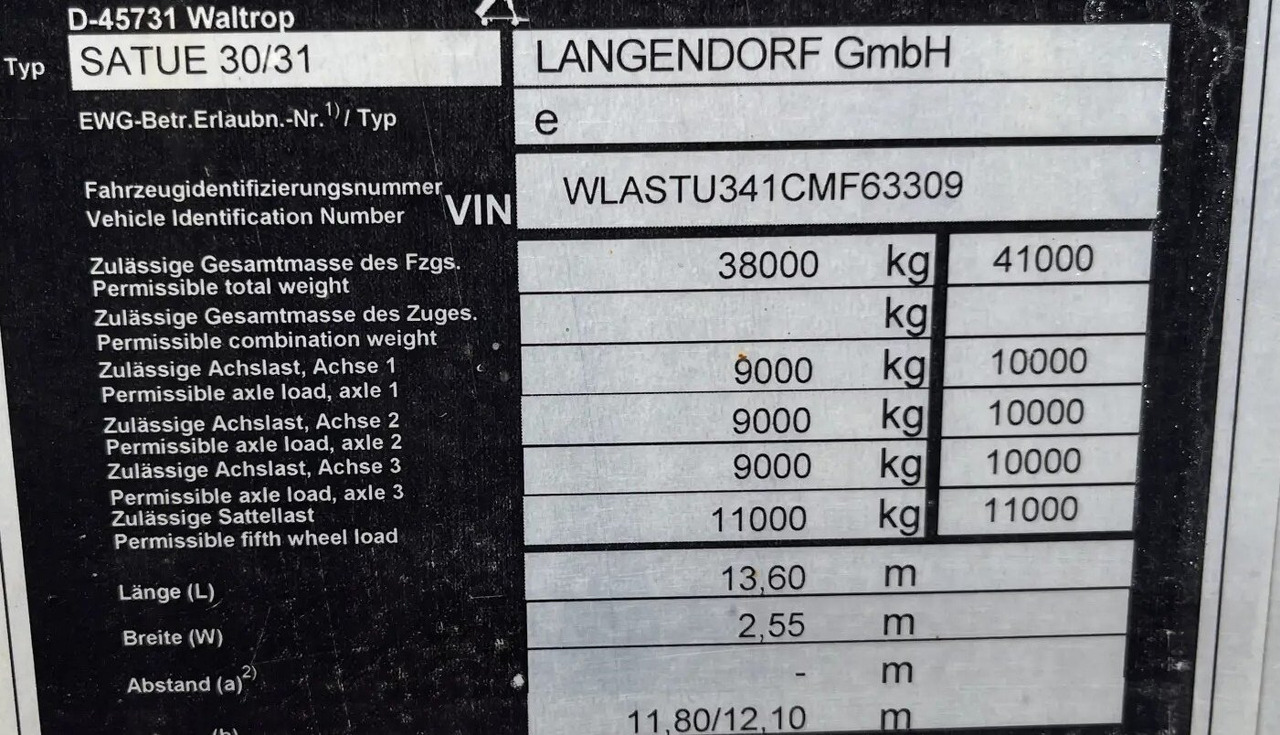 D-45731 Waltrop
Typ SATUE 30/31 LANGENDORF GmbH
EWG-Betr.Erlaubn.-Nr.1) / Typ e
Fahrzeugidentifizierungsnummer
Vehicle Identification Number VIN WLASTU341CMF63309
Zulässige Gesamtmasse des Fzgs. 38000 kg 41000
Permissible total weight
Zulässige Gesamtmasse des Zuges. kg
Permissible combination weight
Zulässige Achslast, Achse 1 9000 kg 10000
Permissible axle load, axle 1
Zulässige Achslast, Achse 2 9000 kg 10000
Permissible axle load, axle 2
Zulässige Achslast, Achse 3 9000 kg 10000
Permissible axle load, axle 3
Zulässige Sattellast 11000 kg 11000
Permissible fifth wheel load
Länge (L) 13,60 m
Breite (W) 2,55 m
Abstand (a)2) - m
11,80/12,10 m